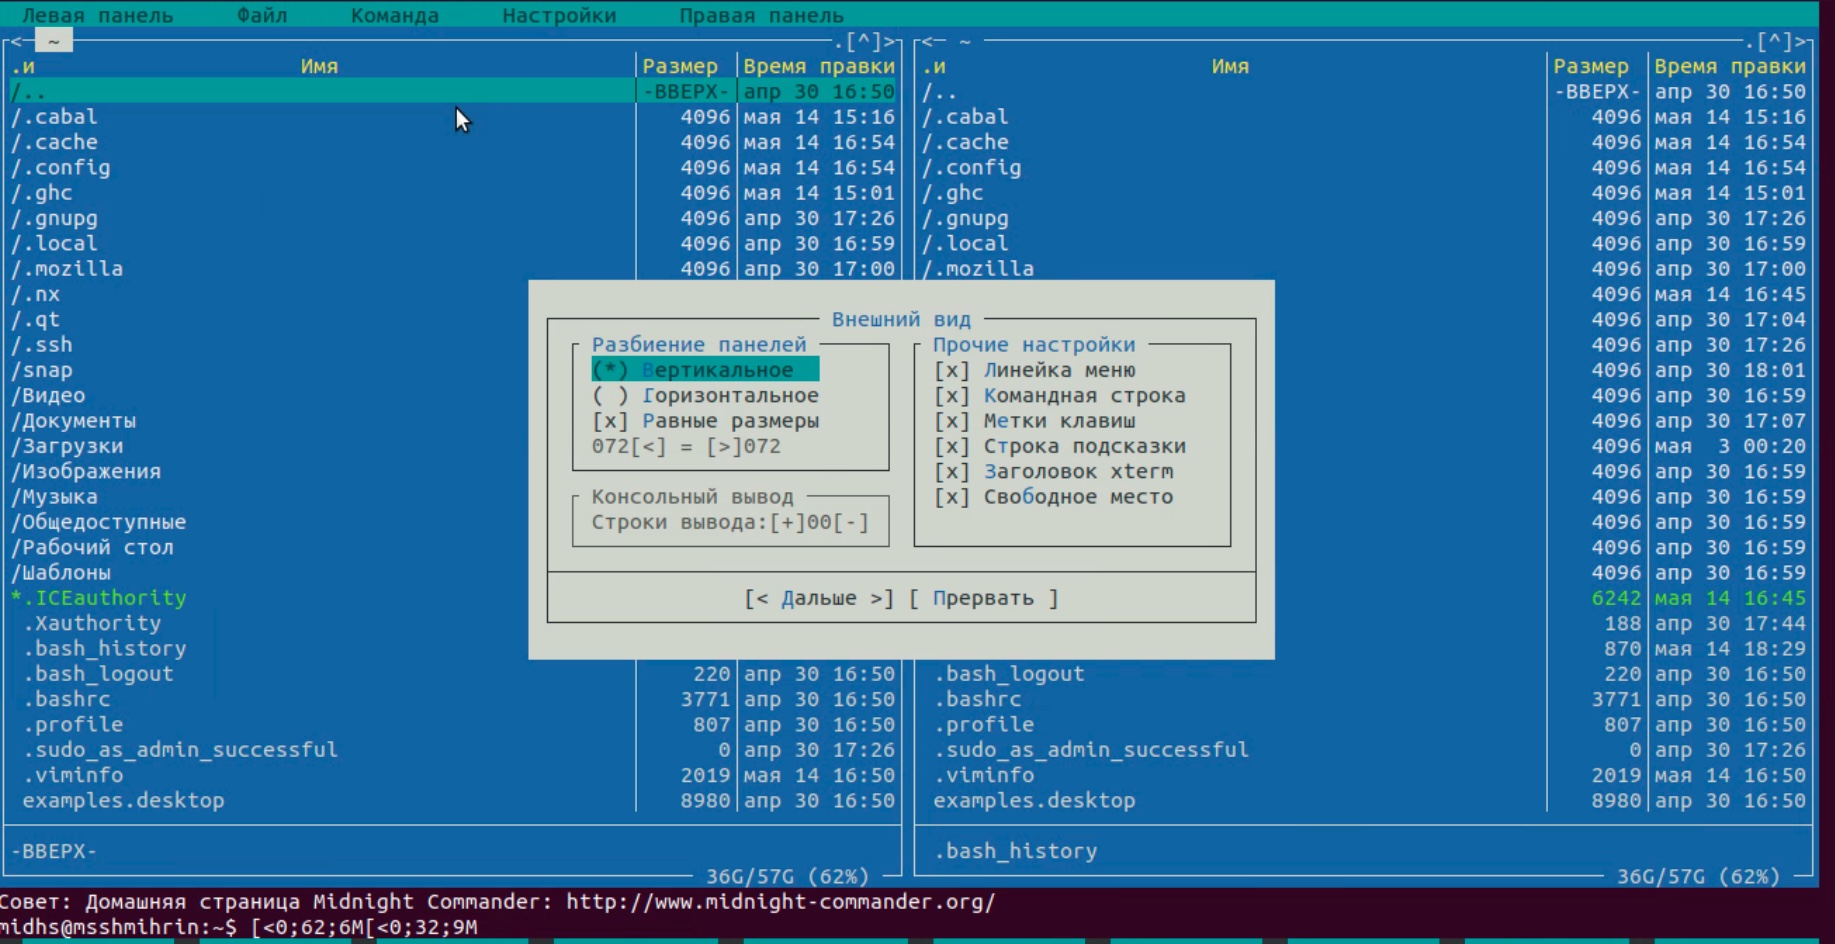 Левая панель Файл Команда Настройки Правая панель
<- ~ .[^]> <- ~ .[^]>
.и Имя Размер Время правки .и Имя Размер Время правки
/.. -ВВЕРХ- апр 30 16:50 /.. -ВВЕРХ- апр 30 16:50
/.cabal 4096 мая 14 15:16 /.cabal 4096 мая 14 15:16
/.cache 4096 мая 14 16:54 /.cache 4096 мая 14 16:54
/.config 4096 мая 14 16:54 /.config 4096 мая 14 16:54
/.ghc 4096 мая 14 15:01 /.ghc 4096 мая 14 15:01
/.gnupg 4096 апр 30 17:26 /.gnupg 4096 апр 30 17:26
/.local 4096 апр 30 16:59 /.local 4096 апр 30 16:59
/.mozilla 4096 апр 30 17:00 /.mozilla 4096 апр 30 17:00
/.nx 4096 мая 14 16:45
/.qt Внешний вид 4096 апр 30 17:04
/.ssh Разбиение панелей Прочие настройки 4096 апр 30 17:26
/snap (*) Вертикальное [x] Линейка меню 4096 апр 30 18:01
/Видео ( ) Горизонтальное [x] Командная строка 4096 апр 30 16:59
/Документы [x] Равные размеры [x] Метки клавиш 4096 апр 30 17:07
/Загрузки 072[<] = [>]072 [x] Строка подсказки 4096 мая 3 00:20
/Изображения [x] Заголовок xterm 4096 апр 30 16:59
/Музыка Консольный вывод [x] Свободное место 4096 апр 30 16:59
/Общедоступные Строки вывода:[+]00[-] 4096 апр 30 16:59
/Рабочий стол 4096 апр 30 16:59
/Шаблоны 4096 апр 30 16:59
*.ICEauthority [< Дальше >] [ Прервать ] 6242 мая 14 16:45
.Xauthority 188 апр 30 17:44
.bash_history 870 мая 14 18:29
.bash_logout 220 апр 30 16:50 .bash_logout 220 апр 30 16:50
.bashrc 3771 апр 30 16:50 .bashrc 3771 апр 30 16:50
.profile 807 апр 30 16:50 .profile 807 апр 30 16:50
.sudo_as_admin_successful 0 апр 30 17:26 .sudo_as_admin_successful 0 апр 30 17:26
.viminfo 2019 мая 14 16:50 .viminfo 2019 мая 14 16:50
examples.desktop 8980 апр 30 16:50 examples.desktop 8980 апр 30 16:50
-ВВЕРХ- .bash_history
36G/57G (62%) 36G/57G (62%)
Совет: Домашняя страница Midnight Commander: http://www.midnight-commander.org/
midhs@msshmihrin:~$ [<0;62;6M[<0;32;9M